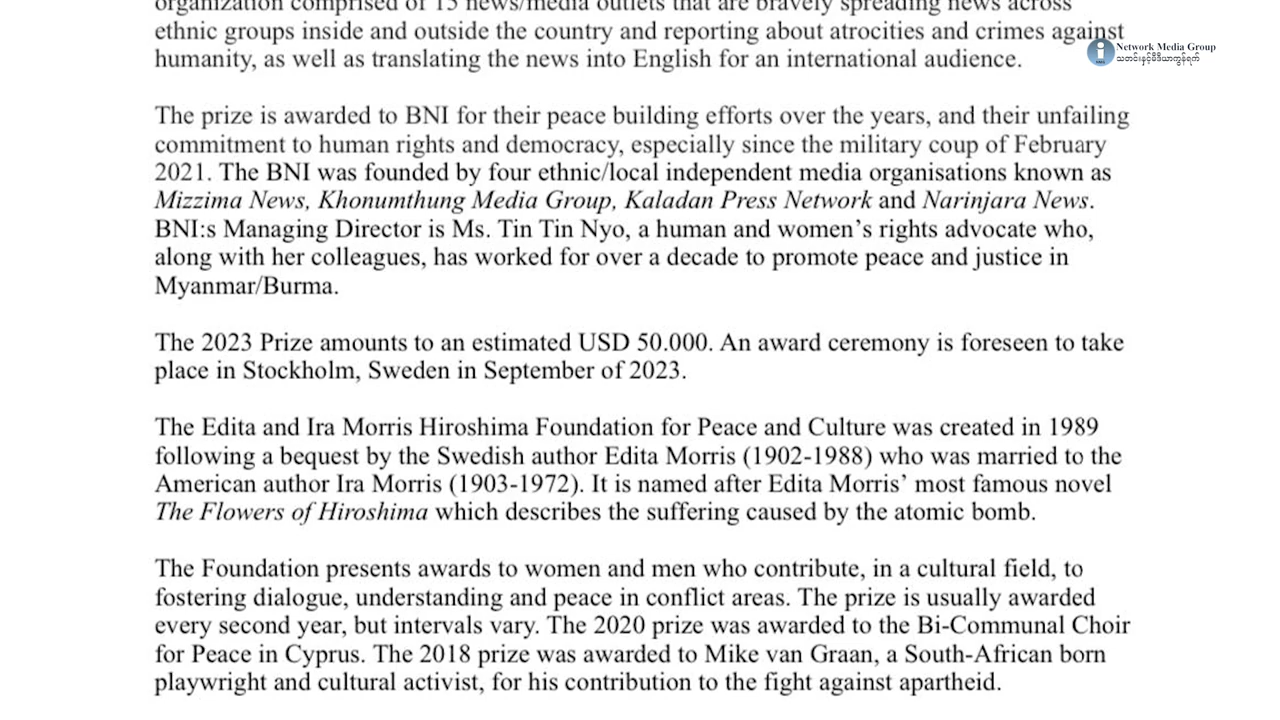 organization comprised of 15 news/media outlets that are bravely spreading news across
ethnic groups inside and outside the country and reporting about atrocities and crimes against
humanity, as well as translating the news into English for an international audience.
Network Media Group
သတင်းနှင့်မီဒီယာကွန်ရက်
The prize is awarded to BNI for their peace building efforts over the years, and their unfailing
commitment to human rights and democracy, especially since the military coup of February
2021. The BNI was founded by four ethnic/local independent media organisations known as
Mizzima News, Khonumthung Media Group, Kaladan Press Network and Narinjara News.
BNI:s Managing Director is Ms. Tin Tin Nyo, a human and women’s rights advocate who,
along with her colleagues, has worked for over a decade to promote peace and justice in
Myanmar/Burma.
The 2023 Prize amounts to an estimated USD 50.000. An award ceremony is foreseen to take
place in Stockholm, Sweden in September of 2023.
The Edita and Ira Morris Hiroshima Foundation for Peace and Culture was created in 1989
following a bequest by the Swedish author Edita Morris (1902-1988) who was married to the
American author Ira Morris (1903-1972). It is named after Edita Morris’ most famous novel
The Flowers of Hiroshima which describes the suffering caused by the atomic bomb.
The Foundation presents awards to women and men who contribute, in a cultural field, to
fostering dialogue, understanding and peace in conflict areas. The prize is usually awarded
every second year, but intervals vary. The 2020 prize was awarded to the Bi-Communal Choir
for Peace in Cyprus. The 2018 prize was awarded to Mike van Graan, a South-African born
playwright and cultural activist, for his contribution to the fight against apartheid.